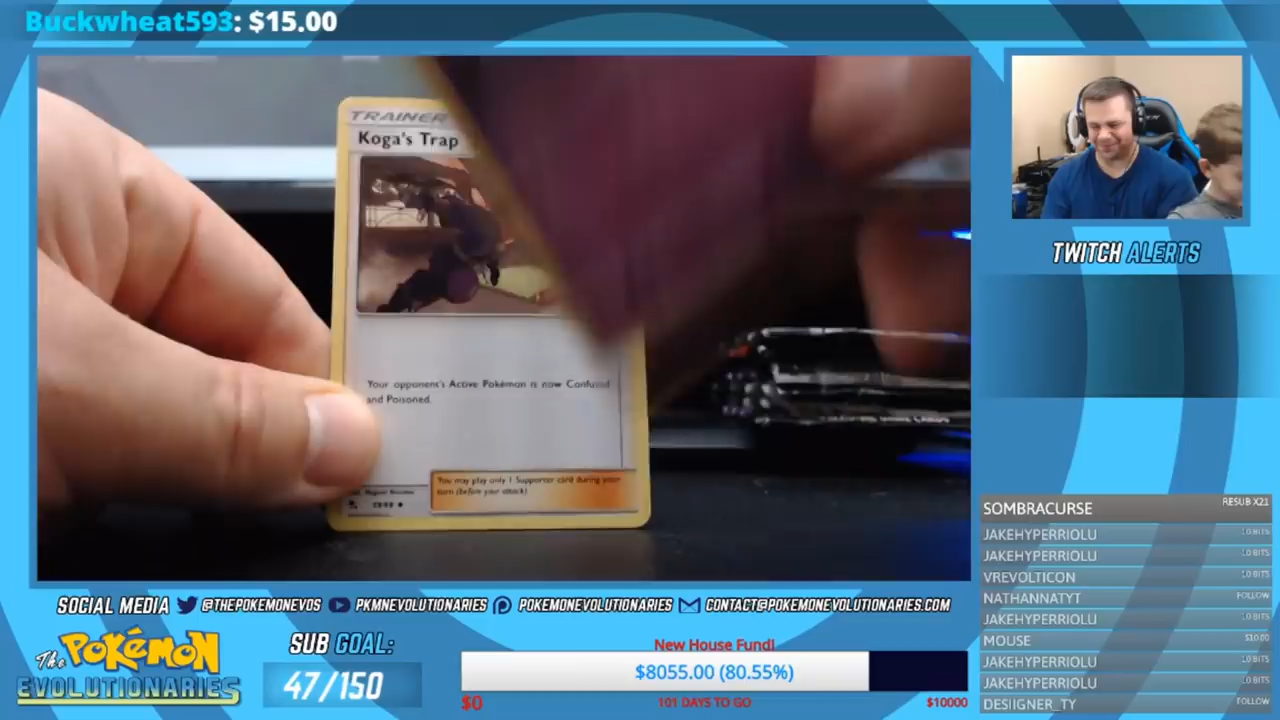 Buckwheat593: $15.00
TRAINER
Koga's Trap
Your opponent's Active Pokémon is now Confused
and Poisoned.
You may play only 1 Supporter card during your
turn (before your attack).
TWITCH ALERTS
SOMBRACURSE RESUB X21
JAKEHYPERRIOLU 10 BITS
JAKEHYPERRIOLU 10 BITS
VREVOLTICON 10 BITS
NATHANNATYT FOLLOW
JAKEHYPERRIOLU 10 BITS
MOUSE $10.00
JAKEHYPERRIOLU 10 BITS
JAKEHYPERRIOLU 10 BITS
DESIIGNER_TY FOLLOW
SOCIAL MEDIA @THEPOKEMONEVOS PKMNEVOLUTIONARIES POKEMONEVOLUTIONARIES CONTACT@POKEMONEVOLUTIONARIES.COM
The Pokémon
EVOLUTIONARIES
SUB GOAL:
47/150
New House Fund!
$8055.00 (80.55%)
$0 101 DAYS TO GO $10000